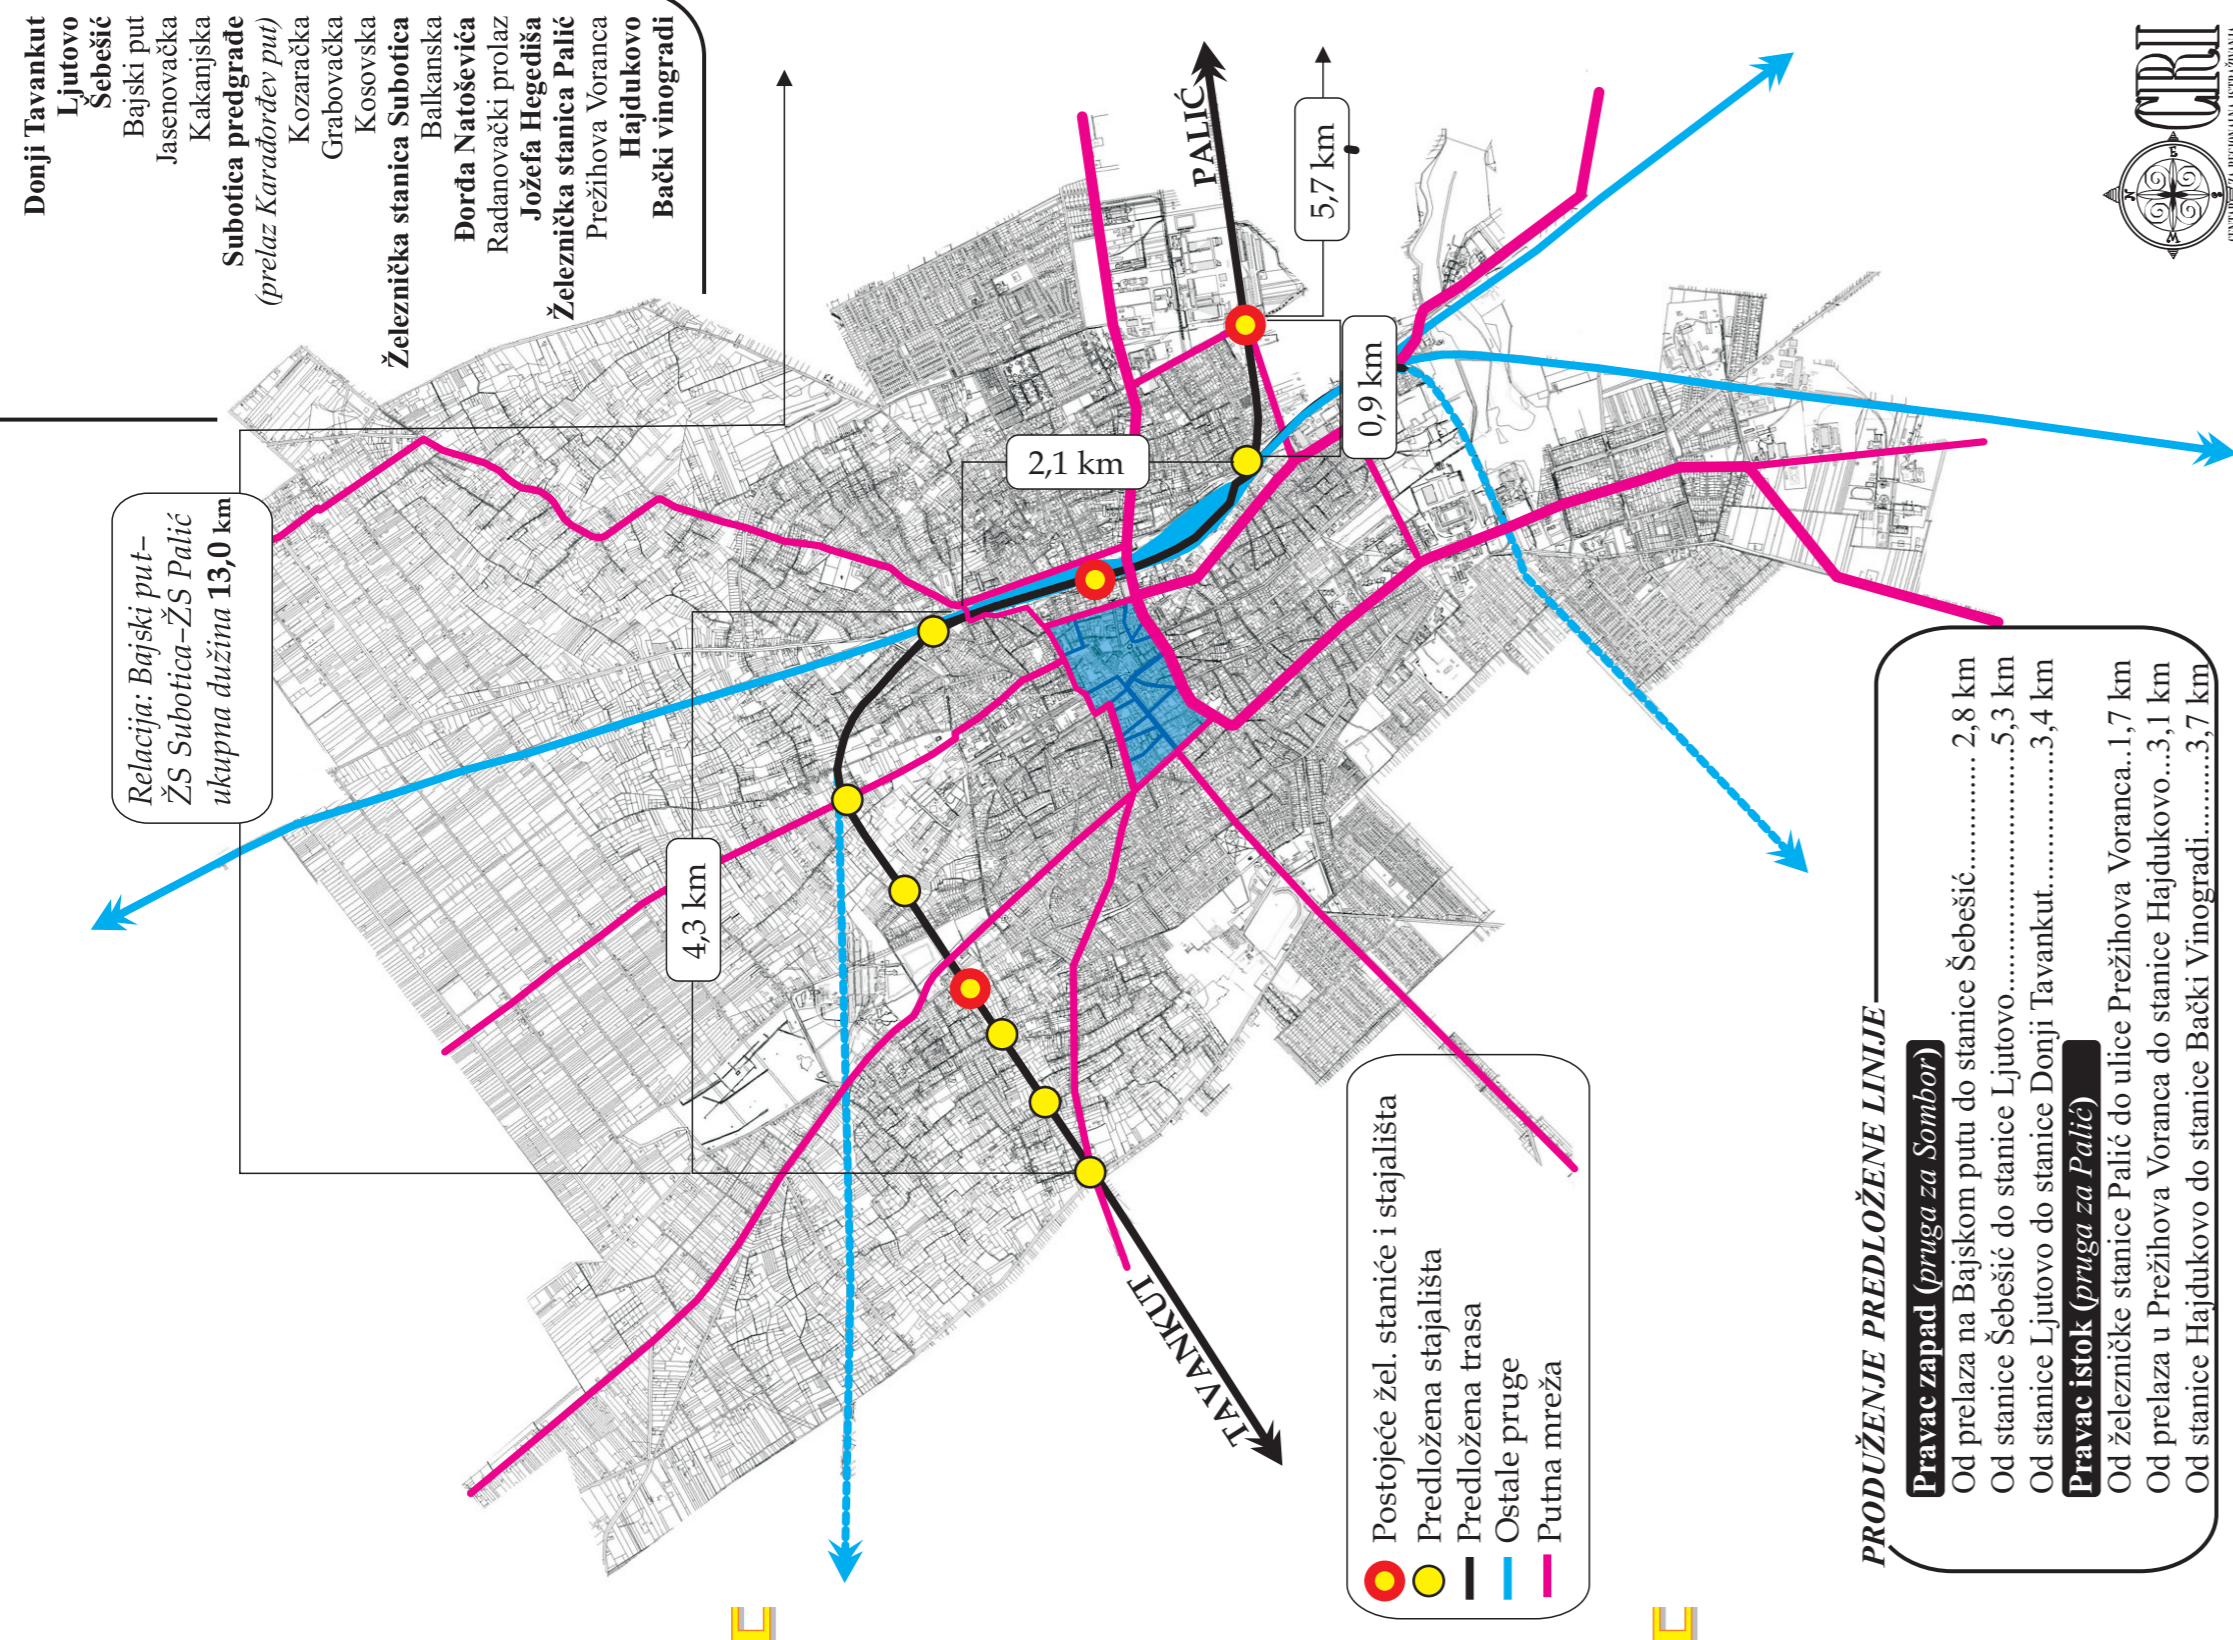 Donji Tavankut
Ljutovo
Šebešić
Bajski put
Jasenovačka
Kakanjska
Subotica predgrađe
(prelaz Karađorđev put)
Kozaračka
Grabovačka
Kosovska
Železnička stanica Subotica
Balkanska
Đorđa Natoševića
Radanovački prolaz
Jožefa Hegediša
Železnička stanica Palić
Prežihova Voranca
Hajdukovo
Bački vinogradi
Relacija: Bajski put–
ŽS Subotica–ŽS Palić
ukupna dužina 13,0 km
4,3 km
2,1 km
0,9 km
5,7 km
PALIĆ
TAVANKUT
Postojeće žel. staniće i stajališta
Predložena stajališta
Predložena trasa
Ostale pruge
Putna mreža
PRODUŽENJE PREDLOŽENE LINIJE
Pravac zapad (pruga za Sombor)
Od prelaza na Bajskom putu do stanice Šebešić............... 2,8 km
Od stanice Šebešić do stanice Ljutovo...............................5,3 km
Od stanice Ljutovo do stanice Donji Tavankut.................3,4 km
Pravac istok (pruga za Palić)
Od železničke stanice Palić do ulice Prežihova Voranca..1,7 km
Od prelaza u Prežihova Voranca do stanice Hajdukovo...3,1 km
Od stanice Hajdukovo do stanice Bački Vinogradi..........3,7 km
N
E
S
W
CIRI
CENTAR ZA REGIONALNA ISTRAŽIVANJA